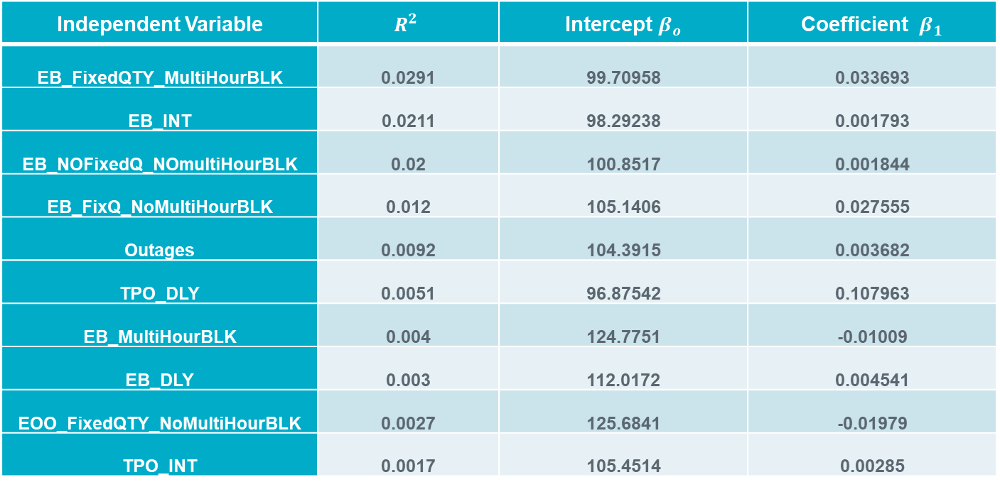 Independent Variable R² Intercept βₒ Coefficient β₁
EB_FixedQTY_MultiHourBLK 0.0291 99.70958 0.033693
EB_INT 0.0211 98.29238 0.001793
EB_NOFixedQ_NOmultiHourBLK 0.02 100.8517 0.001844
EB_FixQ_NoMultiHourBLK 0.012 105.1406 0.027555
Outages 0.0092 104.3915 0.003682
TPO_DLY 0.0051 96.87542 0.107963
EB_MultiHourBLK 0.004 124.7751 -0.01009
EB_DLY 0.003 112.0172 0.004541
EOO_FixedQTY_NoMultiHourBLK 0.0027 125.6841 -0.01979
TPO_INT 0.0017 105.4514 0.00285